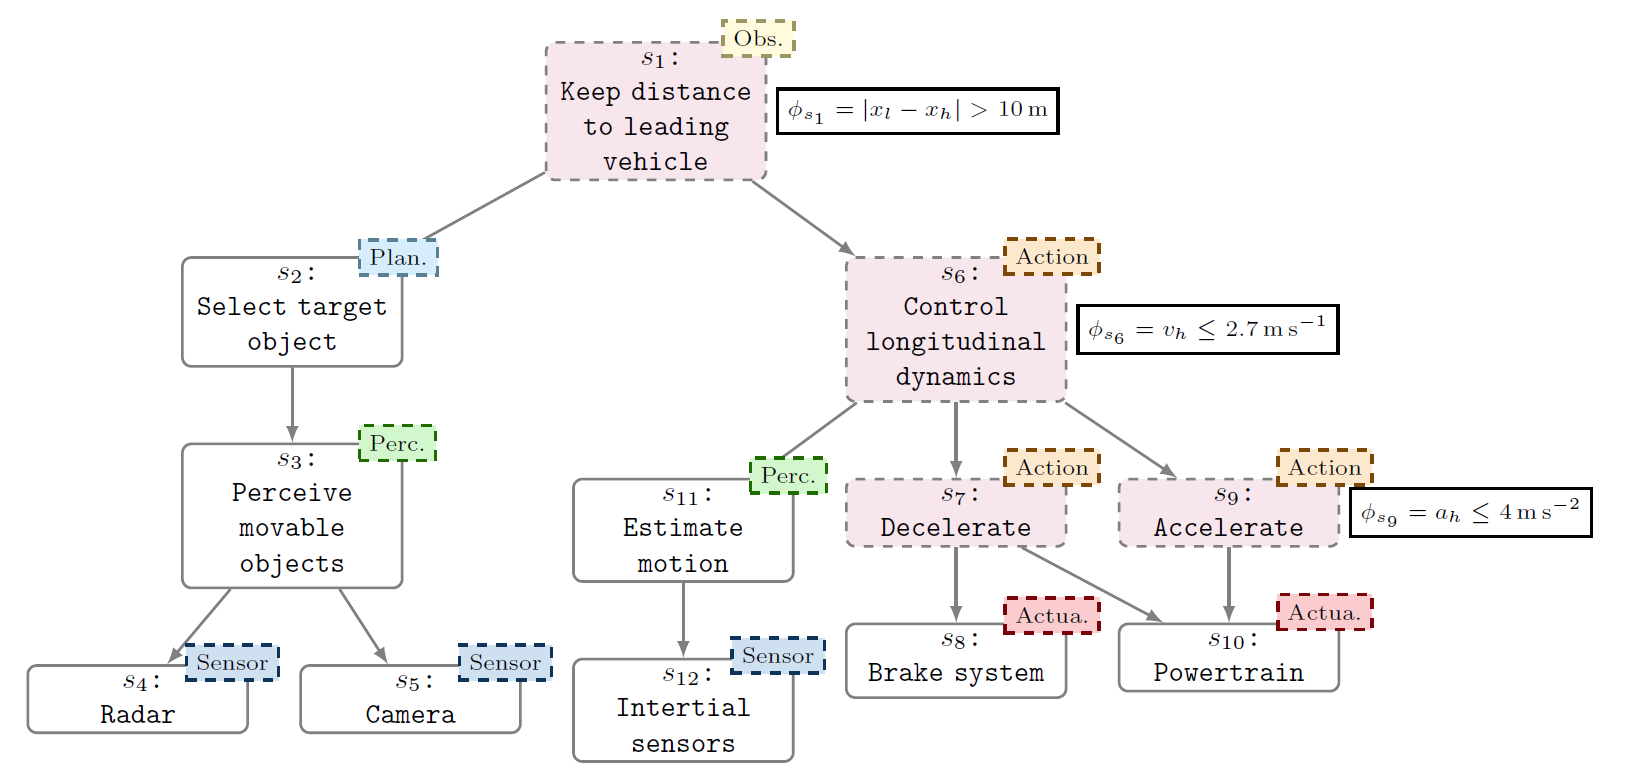 Obs.
s₁:
Keep distance
to leading
vehicle
ϕₛ₁ = |xₗ − xₕ| > 10 m
Plan.
s₂:
Select target
object
Action
s₆:
Control
longitudinal
dynamics
ϕₛ₆ = vₕ ≤ 2.7 m s⁻¹
Perc.
s₃:
Perceive
movable
objects
Perc.
s₁₁:
Estimate
motion
Action
s₇:
Decelerate
Action
s₉:
Accelerate
ϕₛ₉ = aₕ ≤ 4 m s⁻²
Sensor
s₄:
Radar
Sensor
s₅:
Camera
Sensor
s₁₂:
Intertial
sensors
Actua.
s₈:
Brake system
Actua.
s₁₀:
Powertrain